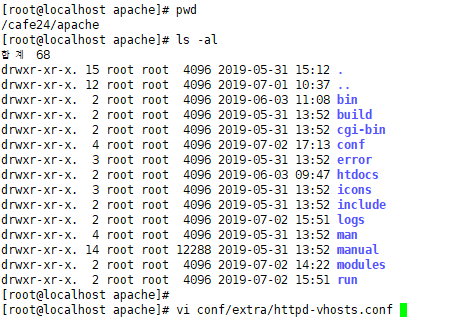 [root@localhost apache]# pwd
/cafe24/apache
[root@localhost apache]# ls -al
합계 68
drwxr-xr-x. 15 root root  4096 2019-05-31 15:12 .
drwxr-xr-x. 12 root root  4096 2019-07-01 10:37 ..
drwxr-xr-x.  2 root root  4096 2019-06-03 11:08 bin
drwxr-xr-x.  2 root root  4096 2019-05-31 13:52 build
drwxr-xr-x.  2 root root  4096 2019-05-31 13:52 cgi-bin
drwxr-xr-x.  4 root root  4096 2019-07-02 17:13 conf
drwxr-xr-x.  3 root root  4096 2019-05-31 13:52 error
drwxr-xr-x.  2 root root  4096 2019-06-03 09:47 htdocs
drwxr-xr-x.  3 root root  4096 2019-05-31 13:52 icons
drwxr-xr-x.  2 root root  4096 2019-05-31 13:52 include
drwxr-xr-x.  2 root root  4096 2019-07-02 15:51 logs
drwxr-xr-x.  4 root root  4096 2019-05-31 13:52 man
drwxr-xr-x. 14 root root 12288 2019-05-31 13:52 manual
drwxr-xr-x.  2 root root  4096 2019-07-02 14:22 modules
drwxr-xr-x.  2 root root  4096 2019-07-02 15:51 run
[root@localhost apache]#
[root@localhost apache]# vi conf/extra/httpd-vhosts.conf